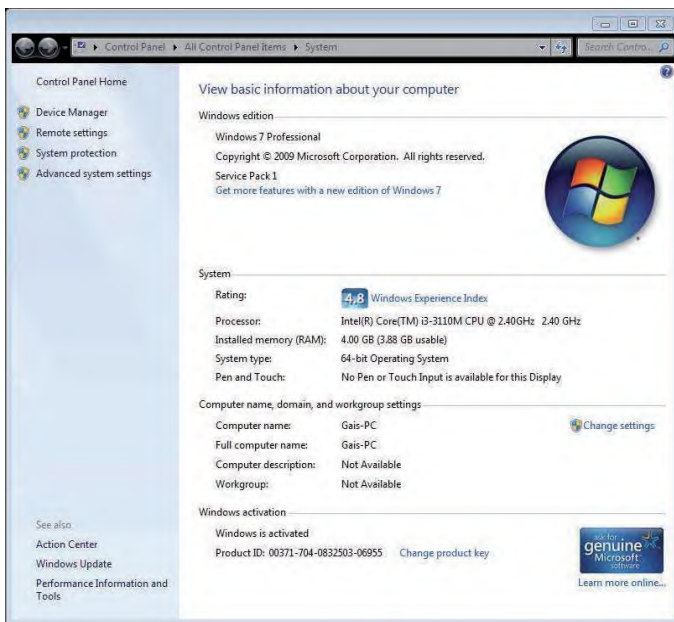 Control Panel ▸ All Control Panel Items ▸ System
Search Contro...
Control Panel Home
Device Manager
Remote settings
System protection
Advanced system settings
View basic information about your computer
Windows edition
Windows 7 Professional
Copyright © 2009 Microsoft Corporation. All rights reserved.
Service Pack 1
Get more features with a new edition of Windows 7
System
Rating: 4,8 Windows Experience Index
Processor: Intel(R) Core(TM) i3-3110M CPU @ 2.40GHz 2.40 GHz
Installed memory (RAM): 4.00 GB (3.88 GB usable)
System type: 64-bit Operating System
Pen and Touch: No Pen or Touch Input is available for this Display
Computer name, domain, and workgroup settings
Computer name: Gais-PC
Change settings
Full computer name: Gais-PC
Computer description: Not Available
Workgroup: Not Available
Windows activation
Windows is activated
Product ID: 00371-704-0832503-06955 Change product key
ask for
genuine
Microsoft
software
Learn more online...
See also
Action Center
Windows Update
Performance Information and
Tools